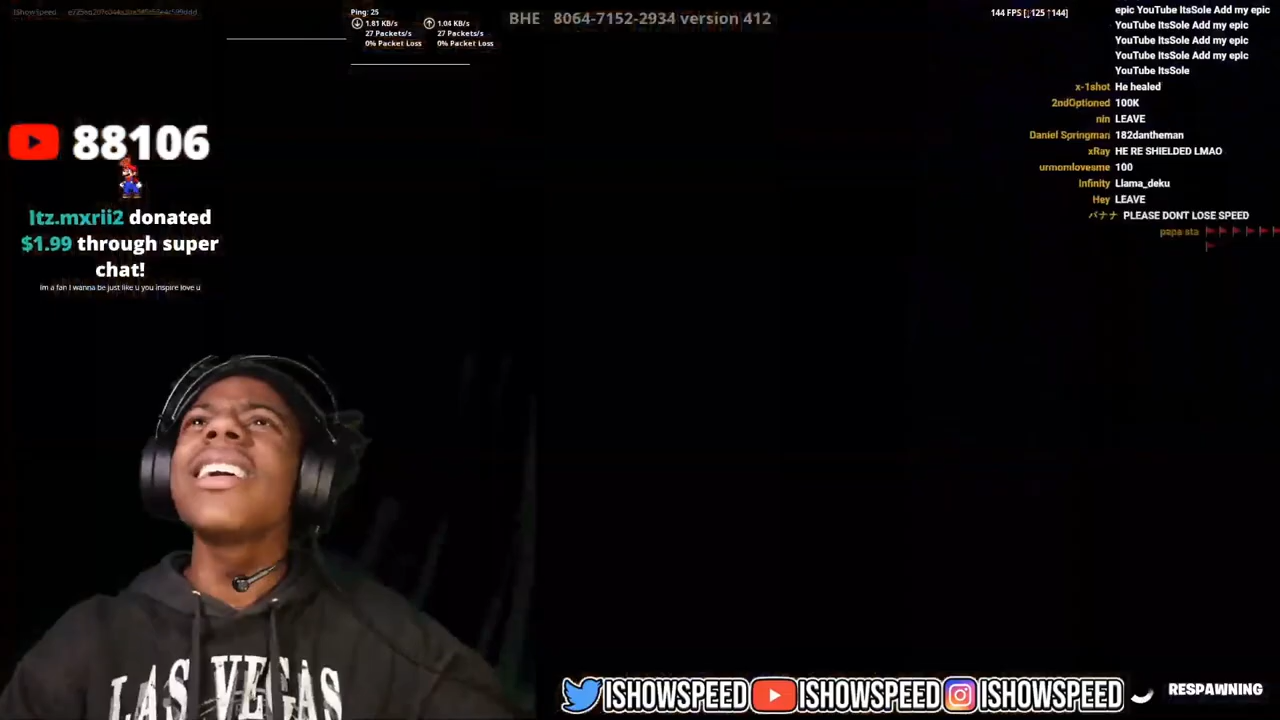 IShowSpeed
Ping: 25
1.81 KB/s
1.04 KB/s
27 Packets/s
27 Packets/s
0% Packet Loss
0% Packet Loss
BHE 8064-7152-2934 version 412
144 FPS [↓125 ↑144]
epic YouTube ItsSole Add my epic
YouTube ItsSole Add my epic
YouTube ItsSole Add my epic
YouTube ItsSole Add my epic
YouTube ItsSole
x-1shot He healed
2ndOptioned 100K
nin LEAVE
Daniel Springman 182dantheman
xRay HE RE SHIELDED LMAO
urmomlovesme 100
Infinity Llama_deku
Hey LEAVE
バナナ PLEASE DONT LOSE SPEED
papa sta
88106
Itz.mxrii2 donated
$1.99 through super
chat!
im a fan I wanna be just like u you inspire love u
LAS VEGAS
ISHOWSPEED ISHOWSPEED ISHOWSPEED
RESPAWNING